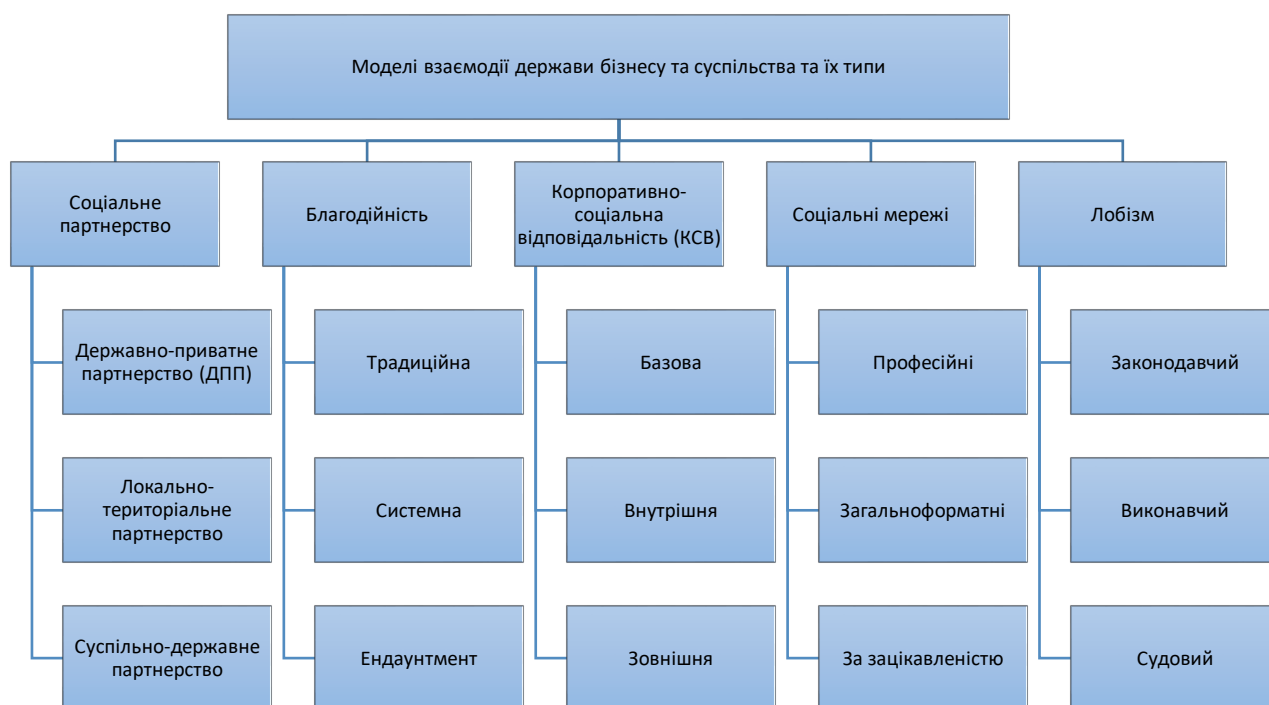 Моделі взаємодії держави бізнесу та суспільства та їх типи
Соціальне
партнерство
Державно-приватне
партнерство (ДПП)
Локально-
територіальне
партнерство
Суспільно-державне
партнерство
Благодійність
Традиційна
Системна
Ендаунтмент
Корпоративно-
соціальна
відповідальність (КСВ)
Базова
Внутрішня
Зовнішня
Соціальні мережі
Професійні
Загальноформатні
За зацікавленістю
Лобізм
Законодавчий
Виконавчий
Судовий